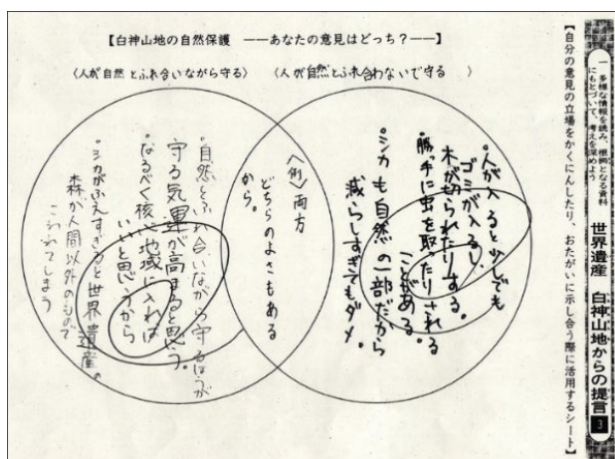 一 多様な情報を読み、根拠となる資料にもとづいて、考えを深めよう
世界遺産 白神山地からの提言 3
【自分の意見の立場をかくにんしたり、おたがいに示し合う際に活用するシート】
【白神山地の自然保護 ――あなたの意見はどっち?――】
〈人が自然とふれ合いながら守る〉
〈人が自然とふれ合わないで守る 〉
・人が入ると少しでも
ゴミが入るし、
木が切られたりする。
・勝手に虫を取ったりされる
ことがある。
・シカも自然の一部だから
減らしすぎてもダメ。
〈例〉両方
どちらのよさもある
から。
・自然とふれ合いながら守るほうが
守る気運が高まると思う。
・なるべく核心地域に入れば
いいと思うから
・シカがふえすぎると世界遺産。
森が人間以外のもので
こわれてしまう